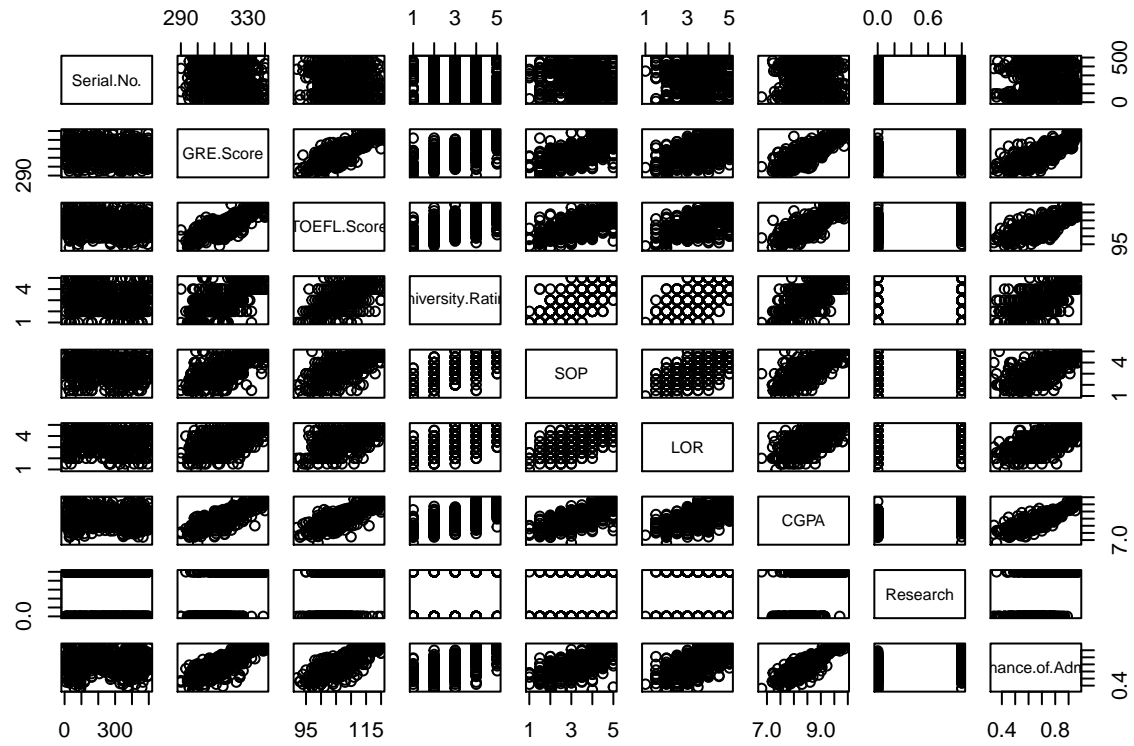 290 330 1 3 5 1 3 5 0.0 0.6
Serial.No. 0 500
290 GRE.Score
TOEFL.Score 95
1 4 niversity.Ratin
SOP 1 4
1 4 LOR
CGPA 7.0
0.0 Research
hance.of.Adm 0.4
0 300 95 115 1 3 5 7.0 9.0 0.4 0.8